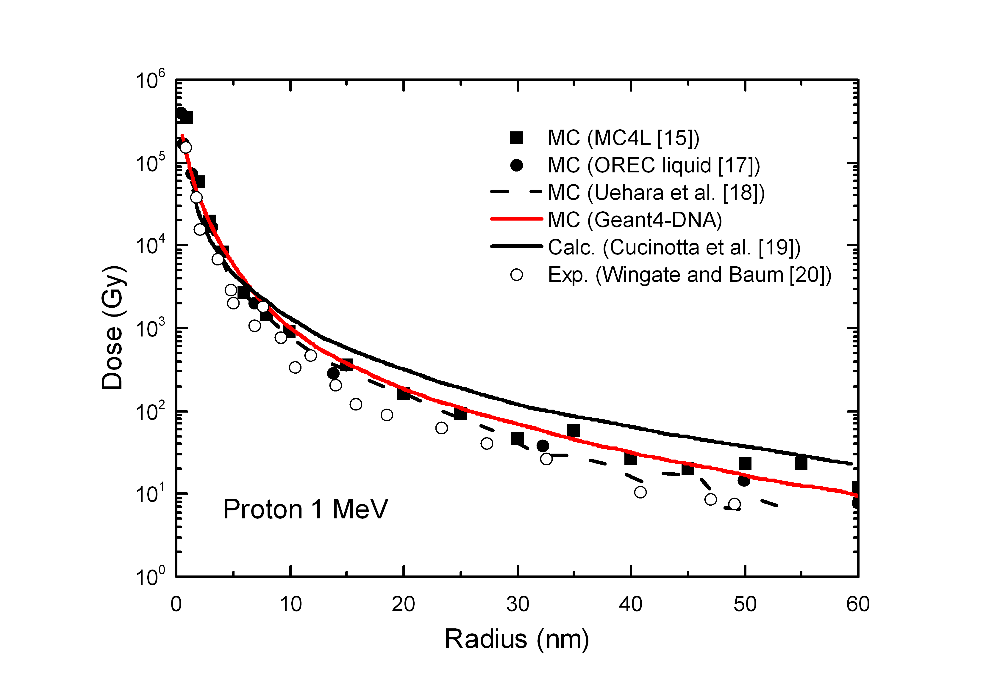 10^6
10^5
10^4
10^3
10^2
10^1
10^0
Dose (Gy)
MC (MC4L [15])
MC (OREC liquid [17])
MC (Uehara et al. [18])
MC (Geant4-DNA)
Calc. (Cucinotta et al. [19])
Exp. (Wingate and Baum [20])
Proton 1 MeV
0 10 20 30 40 50 60
Radius (nm)